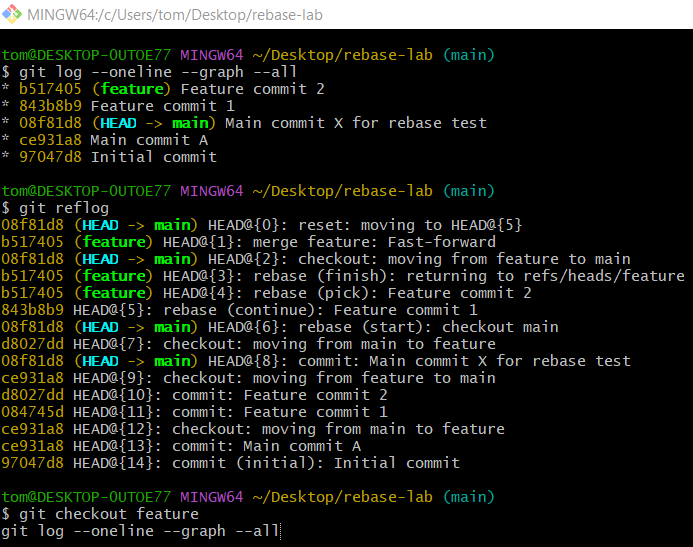 MINGW64:/c/Users/tom/Desktop/rebase-lab
tom@DESKTOP-OUTOE77 MINGW64 ~/Desktop/rebase-lab (main)
$ git log --oneline --graph --all
* b517405 (feature) Feature commit 2
* 843b8b9 Feature commit 1
* 08f81d8 (HEAD -> main) Main commit X for rebase test
* ce931a8 Main commit A
* 97047d8 Initial commit
tom@DESKTOP-OUTOE77 MINGW64 ~/Desktop/rebase-lab (main)
$ git reflog
08f81d8 (HEAD -> main) HEAD@{0}: reset: moving to HEAD@{5}
b517405 (feature) HEAD@{1}: merge feature: Fast-forward
08f81d8 (HEAD -> main) HEAD@{2}: checkout: moving from feature to main
b517405 (feature) HEAD@{3}: rebase (finish): returning to refs/heads/feature
b517405 (feature) HEAD@{4}: rebase (pick): Feature commit 2
843b8b9 HEAD@{5}: rebase (continue): Feature commit 1
08f81d8 (HEAD -> main) HEAD@{6}: rebase (start): checkout main
d8027dd HEAD@{7}: checkout: moving from main to feature
08f81d8 (HEAD -> main) HEAD@{8}: commit: Main commit X for rebase test
ce931a8 HEAD@{9}: checkout: moving from feature to main
d8027dd HEAD@{10}: commit: Feature commit 2
084745d HEAD@{11}: commit: Feature commit 1
ce931a8 HEAD@{12}: checkout: moving from main to feature
ce931a8 HEAD@{13}: commit: Main commit A
97047d8 HEAD@{14}: commit (initial): Initial commit
tom@DESKTOP-OUTOE77 MINGW64 ~/Desktop/rebase-lab (main)
$ git checkout feature
git log --oneline --graph --all